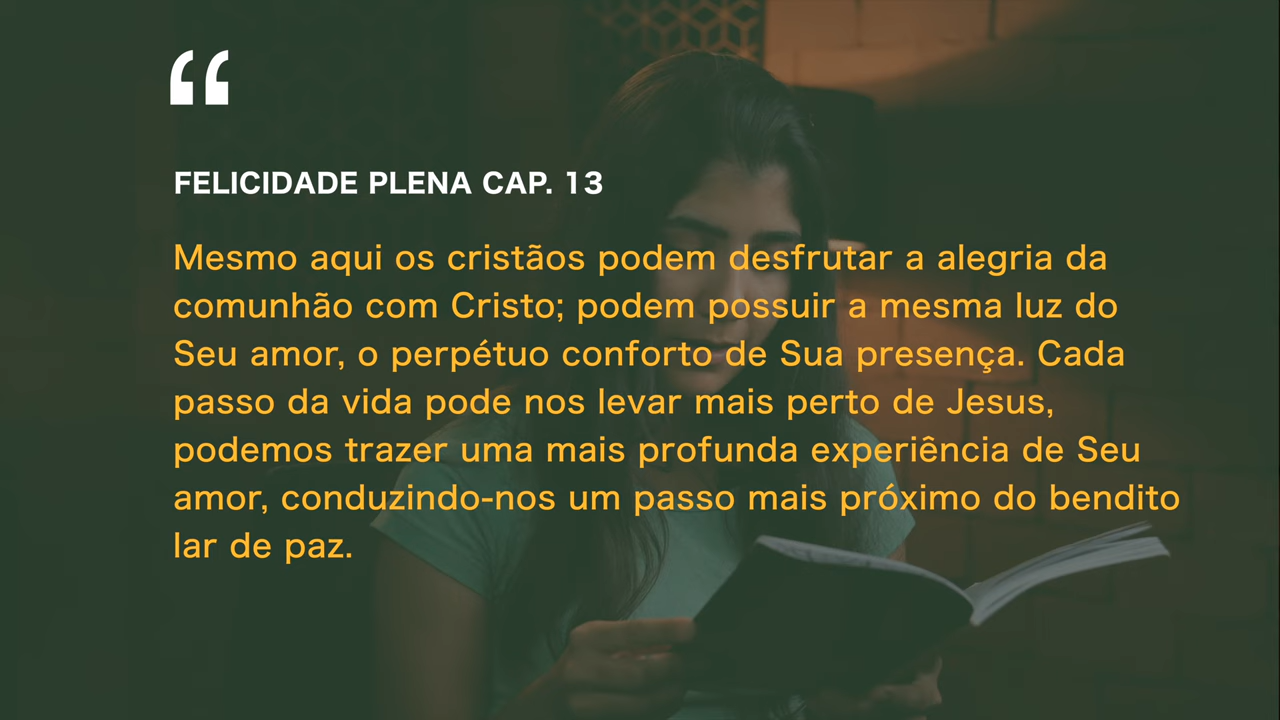 “
FELICIDADE PLENA CAP. 13
Mesmo aqui os cristãos podem desfrutar a alegria da
comunhão com Cristo; podem possuir a mesma luz do
Seu amor, o perpétuo conforto de Sua presença. Cada
passo da vida pode nos levar mais perto de Jesus,
podemos trazer uma mais profunda experiência de Seu
amor, conduzindo-nos um passo mais próximo do bendito
lar de paz.